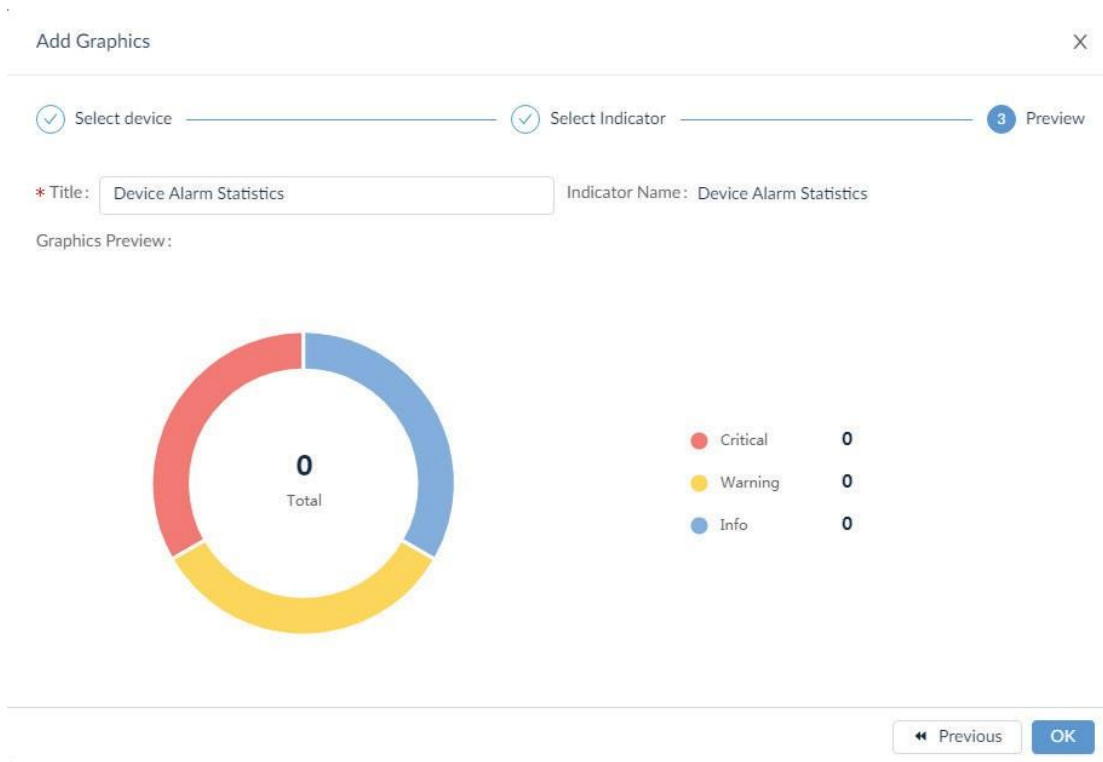 Add Graphics X
Select device Select Indicator 3 Preview
* Title: Device Alarm Statistics Indicator Name: Device Alarm Statistics
Graphics Preview:
0
Total
Critical 0
Warning 0
Info 0
Previous OK